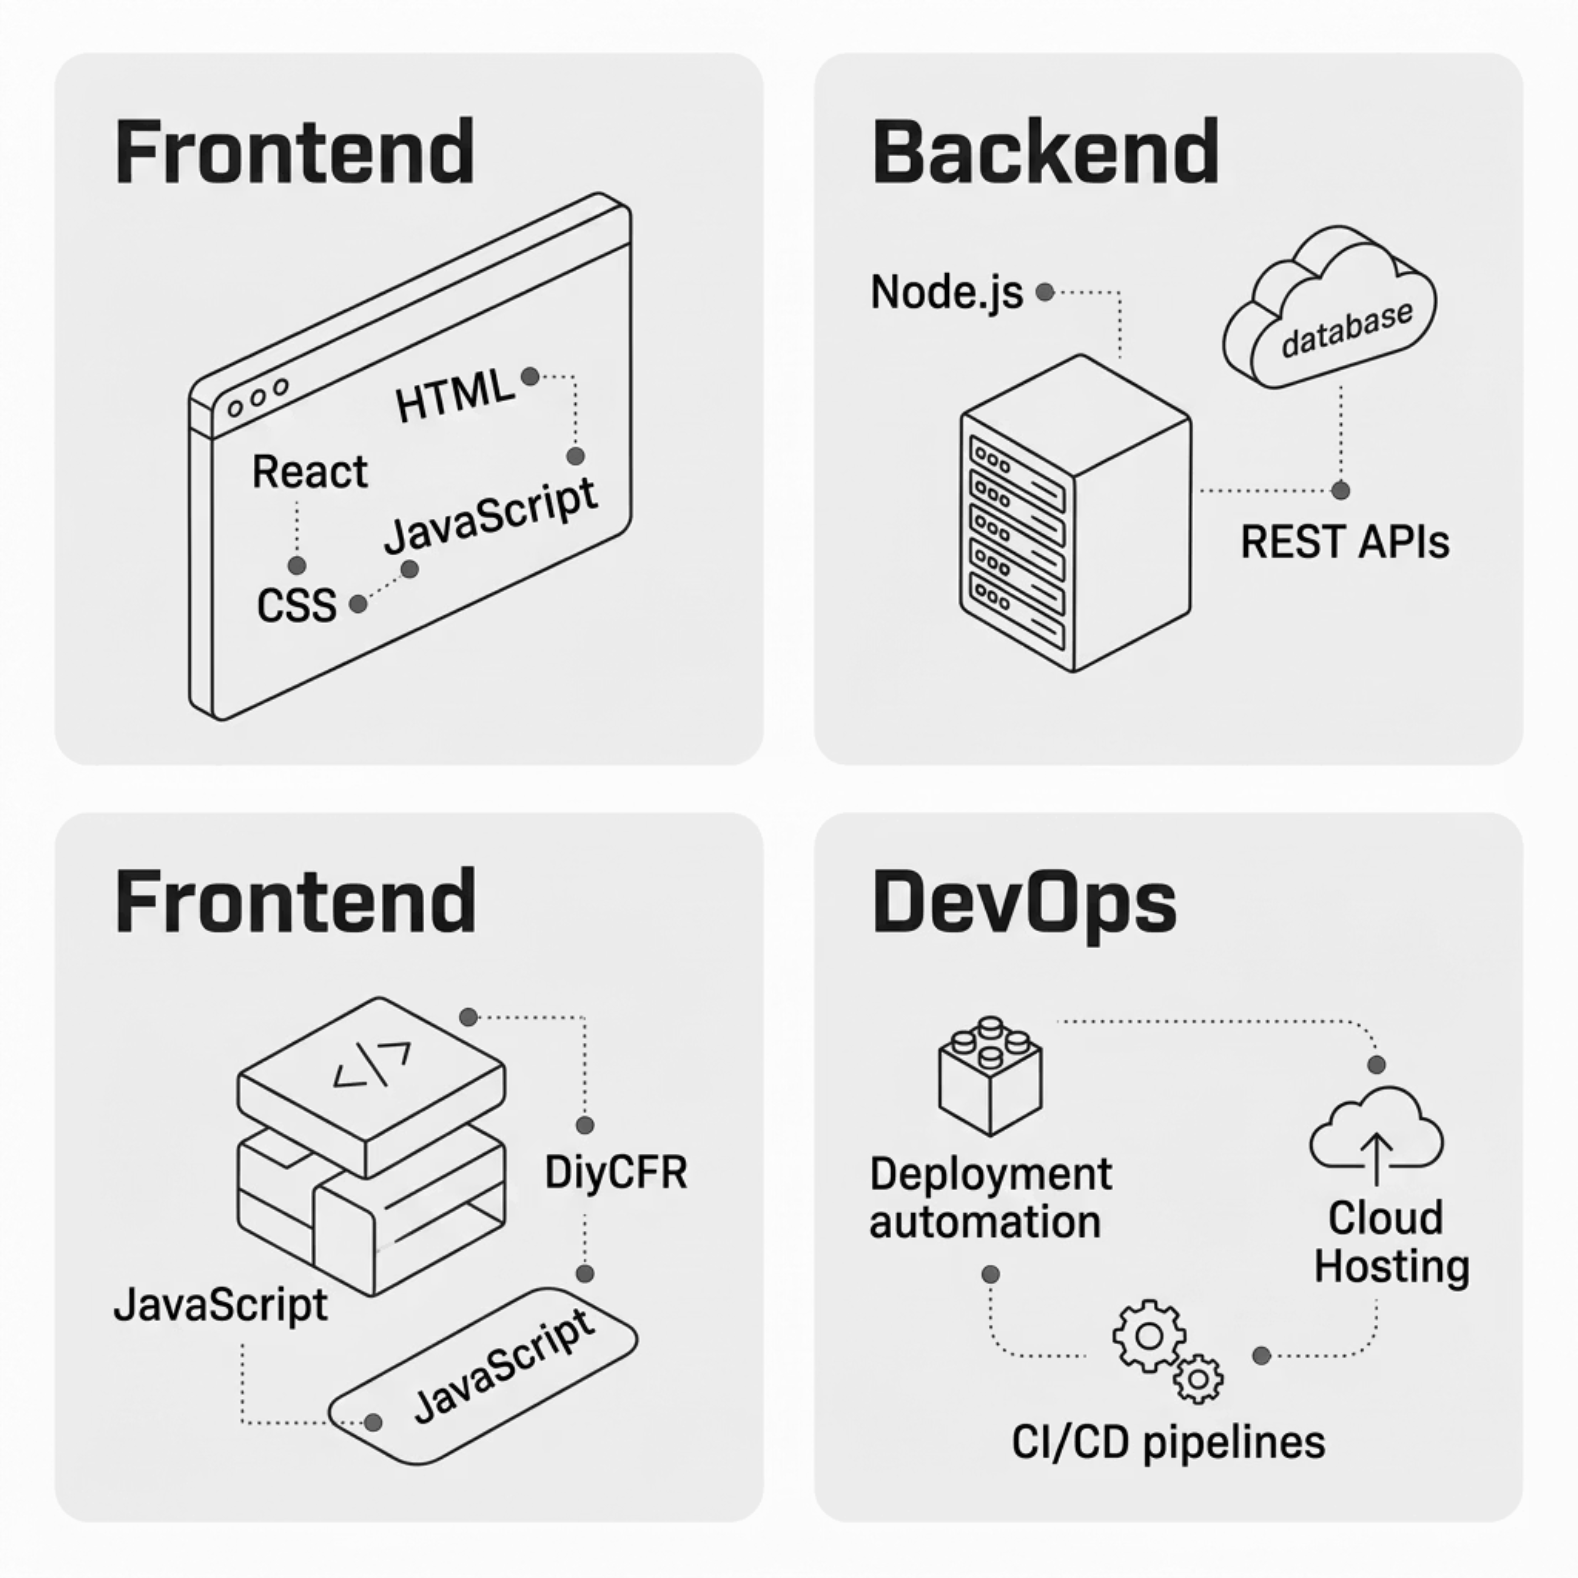 Frontend
HTML
React
JavaScript
CSS
Backend
Node.js
database
REST APIs
Frontend
</>
DiyCFR
JavaScript
JavaScript
DevOps
Deployment
automation
Cloud
Hosting
CI/CD pipelines